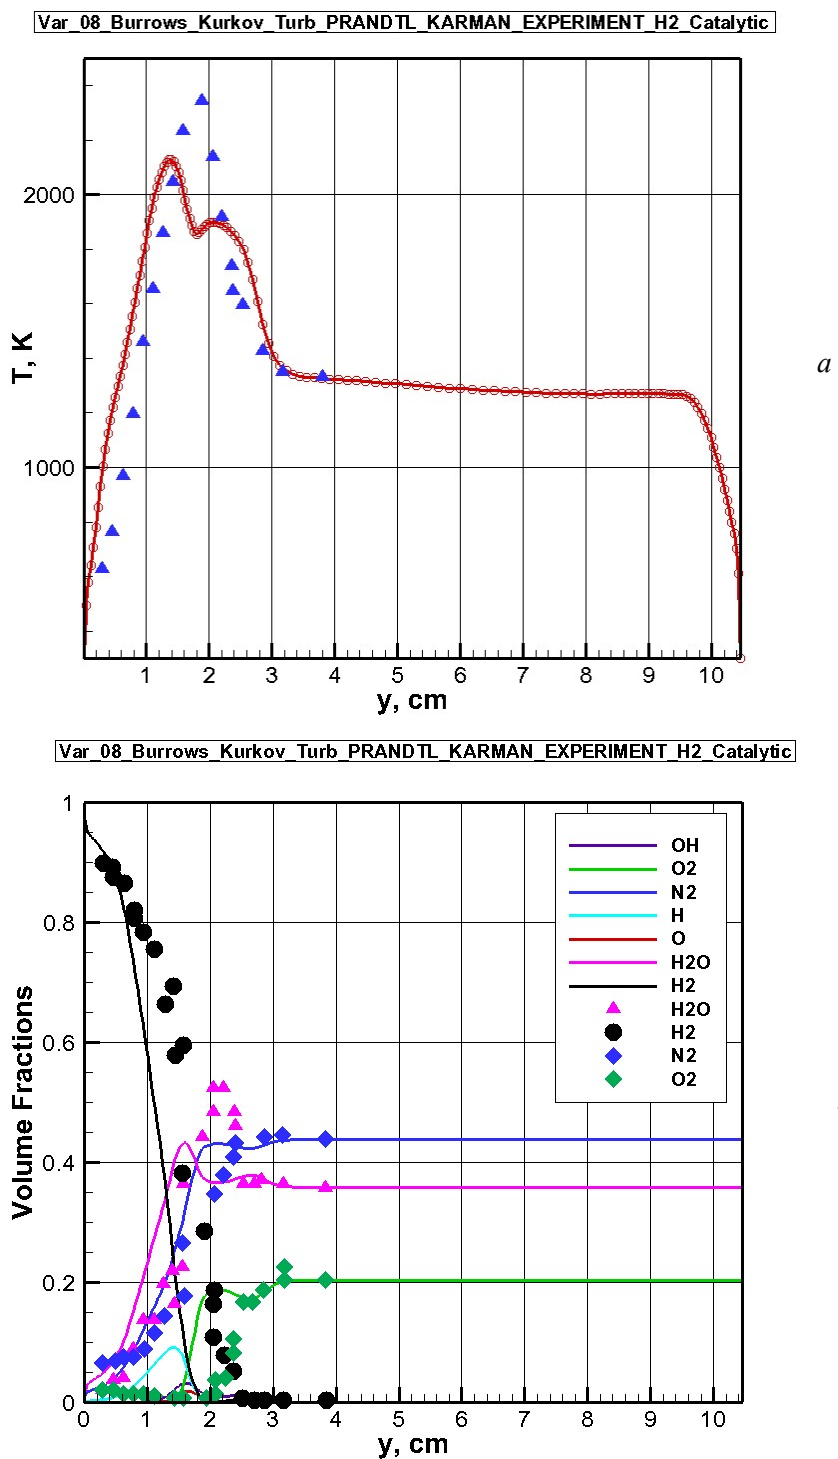 Var_08_Burrows_Kurkov_Turb_PRANDTL_KARMAN_EXPERIMENT_H2_Catalytic
2000
1000
T, K
a
1 2 3 4 5 6 7 8 9 10
y, cm
Var_08_Burrows_Kurkov_Turb_PRANDTL_KARMAN_EXPERIMENT_H2_Catalytic
1
0.8
0.6
0.4
0.2
0
Volume Fractions
OH
O2
N2
H
O
H2O
H2
H2O
H2
N2
O2
0 1 2 3 4 5 6 7 8 9 10
y, cm